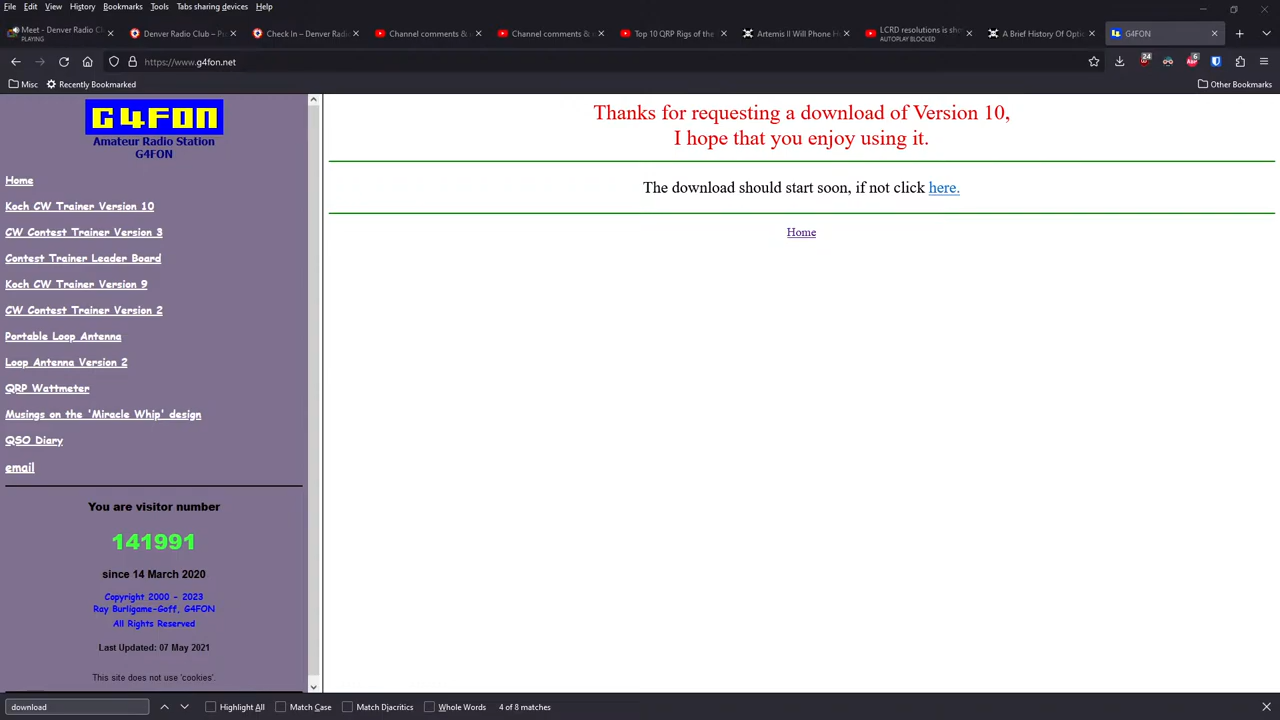 File Edit View History Bookmarks Tools Tabs sharing devices Help
Meet - Denver Radio Cl
PLAYING
Denver Radio Club – P
Check In – Denver Radi
Channel comments &
Channel comments &
Top 10 QRP Rigs of the
Artemis II Will Phone H
LCRD resolutions is sho
AUTOPLAY BLOCKED
A Brief History Of Opti
G4FON
https://www.g4fon.net
24
6
Misc
Recently Bookmarked
Other Bookmarks
G4FON
Amateur Radio Station
G4FON
Home
Koch CW Trainer Version 10
CW Contest Trainer Version 3
Contest Trainer Leader Board
Koch CW Trainer Version 9
CW Contest Trainer Version 2
Portable Loop Antenna
Loop Antenna Version 2
QRP Wattmeter
Musings on the 'Miracle Whip' design
QSO Diary
email
You are visitor number
141991
since 14 March 2020
Copyright 2000 - 2023
Ray Burligame-Goff, G4FON
All Rights Reserved
Last Updated: 07 May 2021
This site does not use 'cookies'.
Thanks for requesting a download of Version 10,
I hope that you enjoy using it.
The download should start soon, if not click here.
Home
download
Highlight All
Match Case
Match Diacritics
Whole Words
4 of 8 matches